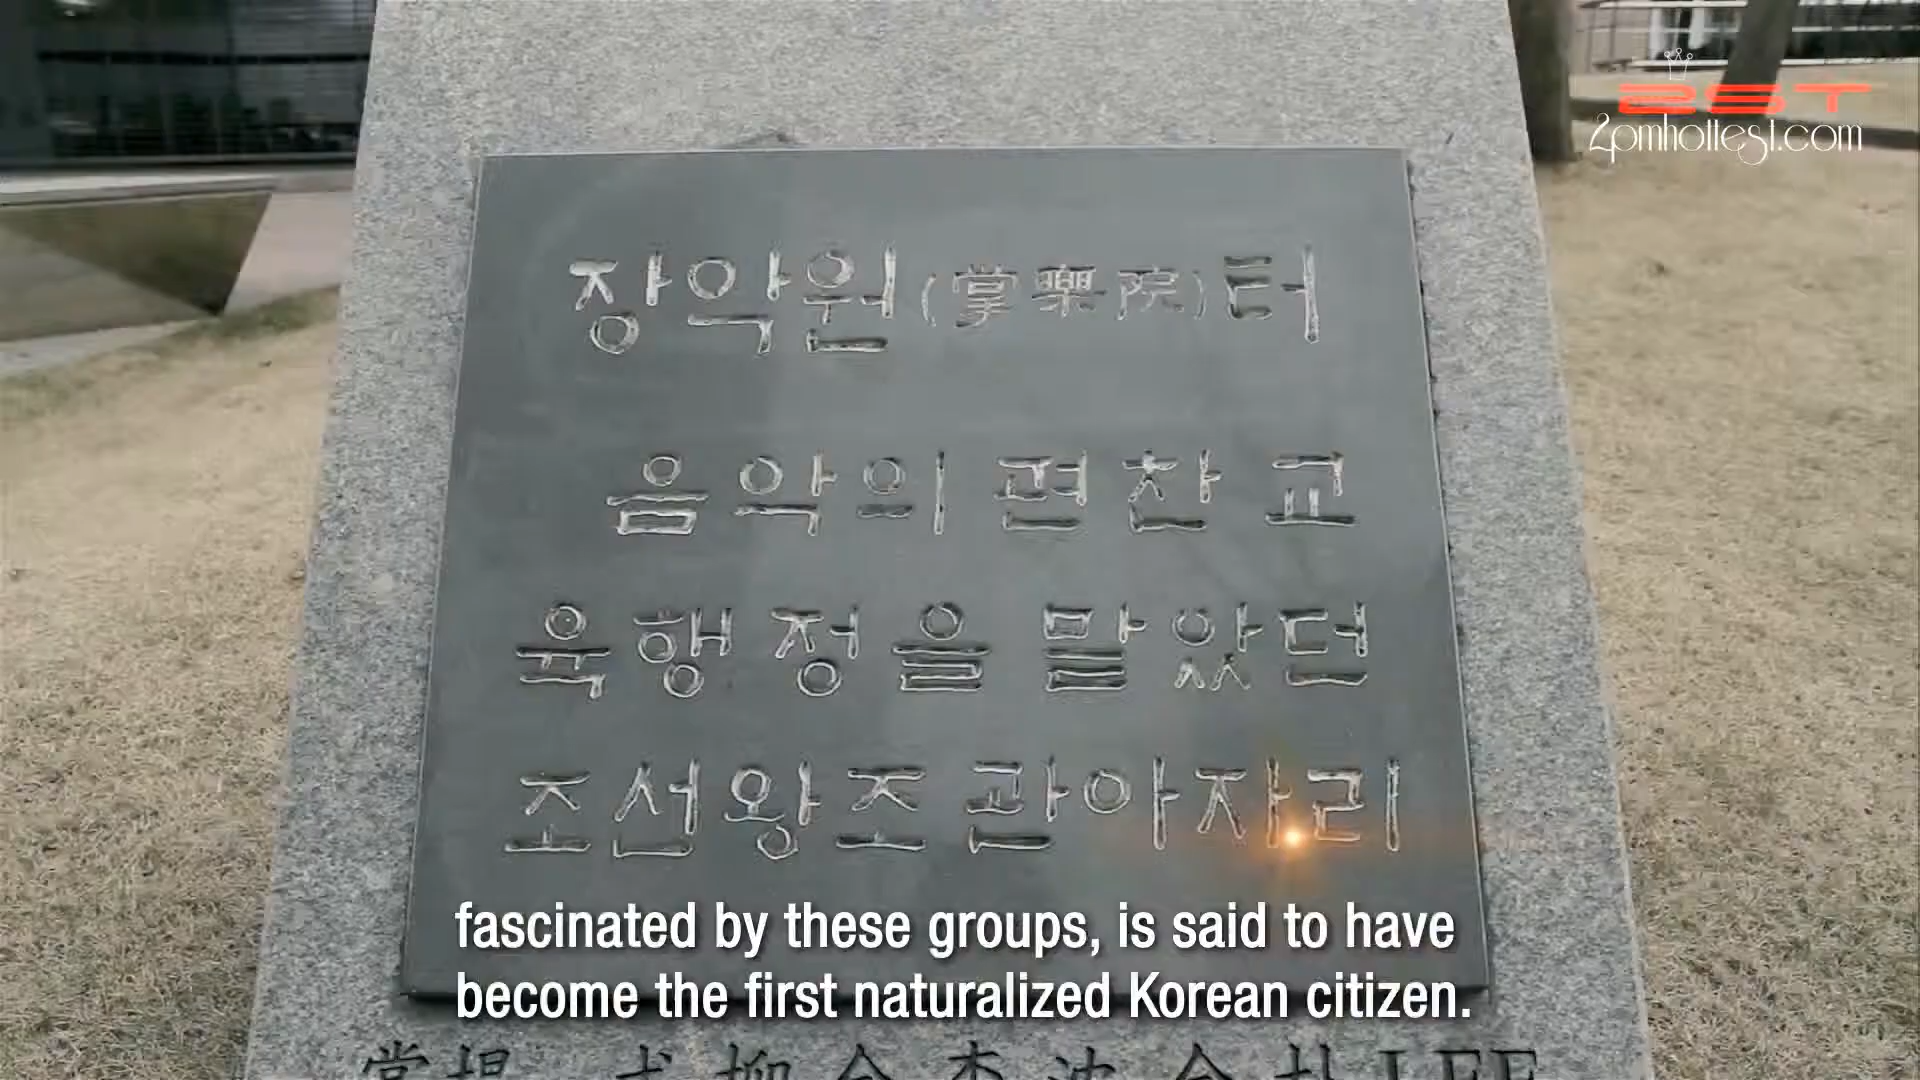 2ST
2pmhottest.com
장악원(掌樂院)터
음악의 편찬 교
육행정을 맡았던
조선왕조 관아자리
fascinated by these groups, is said to have
become the first naturalized Korean citizen.